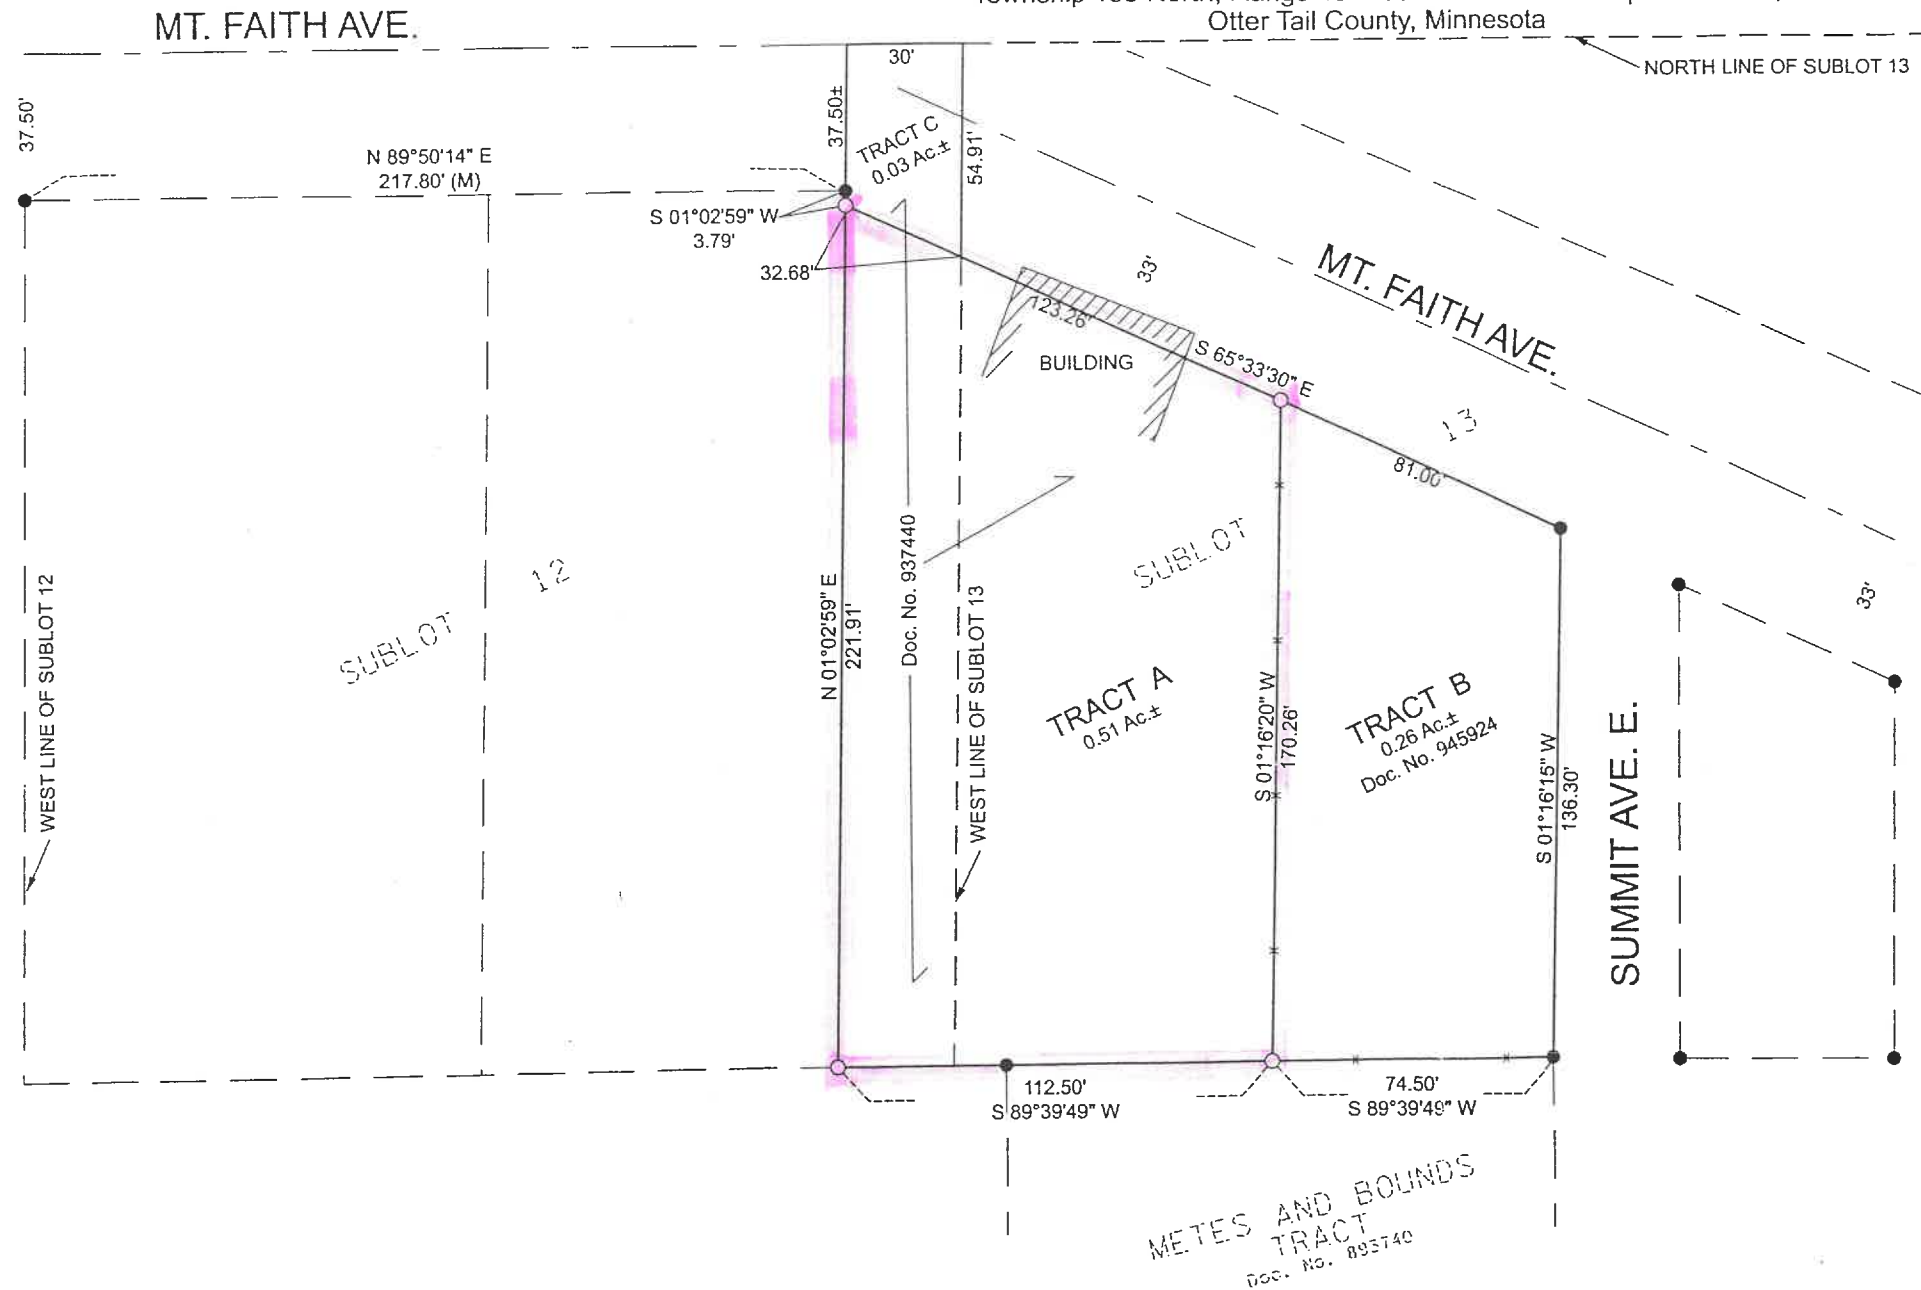 MT. FAITH AVE.
Otter Tail County, Minnesota
NORTH LINE OF SUBLOT 13
30'
37.50'
37.50±
TRACT C
0.03 Ac.±
54.91'
N 89°50'14" E
217.80' (M)
S 01°02'59" W
3.79'
32.68'
33'
MT. FAITH AVE.
123.26'
BUILDING
S 65°33'30" E
13
81.00'
SUBLOT
12
SUBLOT
WEST LINE OF SUBLOT 12
N 01°02'59" E
221.91'
Doc. No. 937440
WEST LINE OF SUBLOT 13
TRACT A
0.51 Ac.±
S 01°16'20" W
170.26'
TRACT B
0.26 Ac.±
Doc. No. 945924
S 01°16'15" W
136.30'
SUMMIT AVE. E.
33'
112.50'
S 89°39'49" W
74.50'
S 89°39'49" W
METES AND BOUNDS
TRACT
Doc. No. 893740